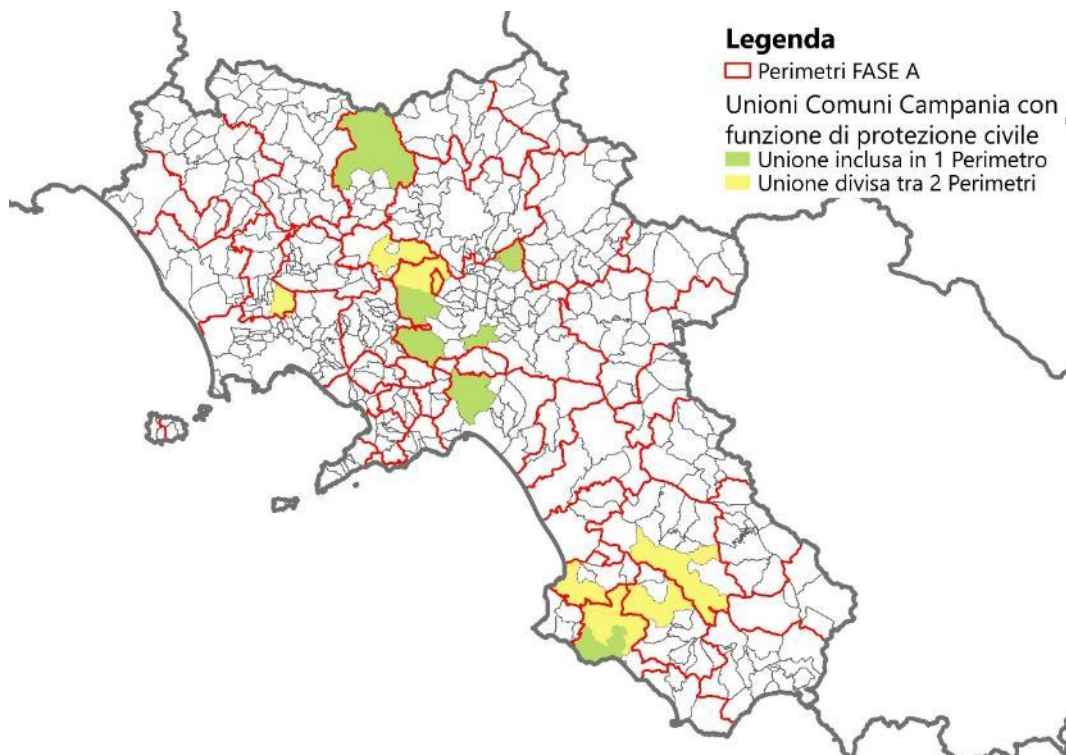 Legenda
Perimetri FASE A
Unioni Comuni Campania con
funzione di protezione civile
Unione inclusa in 1 Perimetro
Unione divisa tra 2 Perimetri